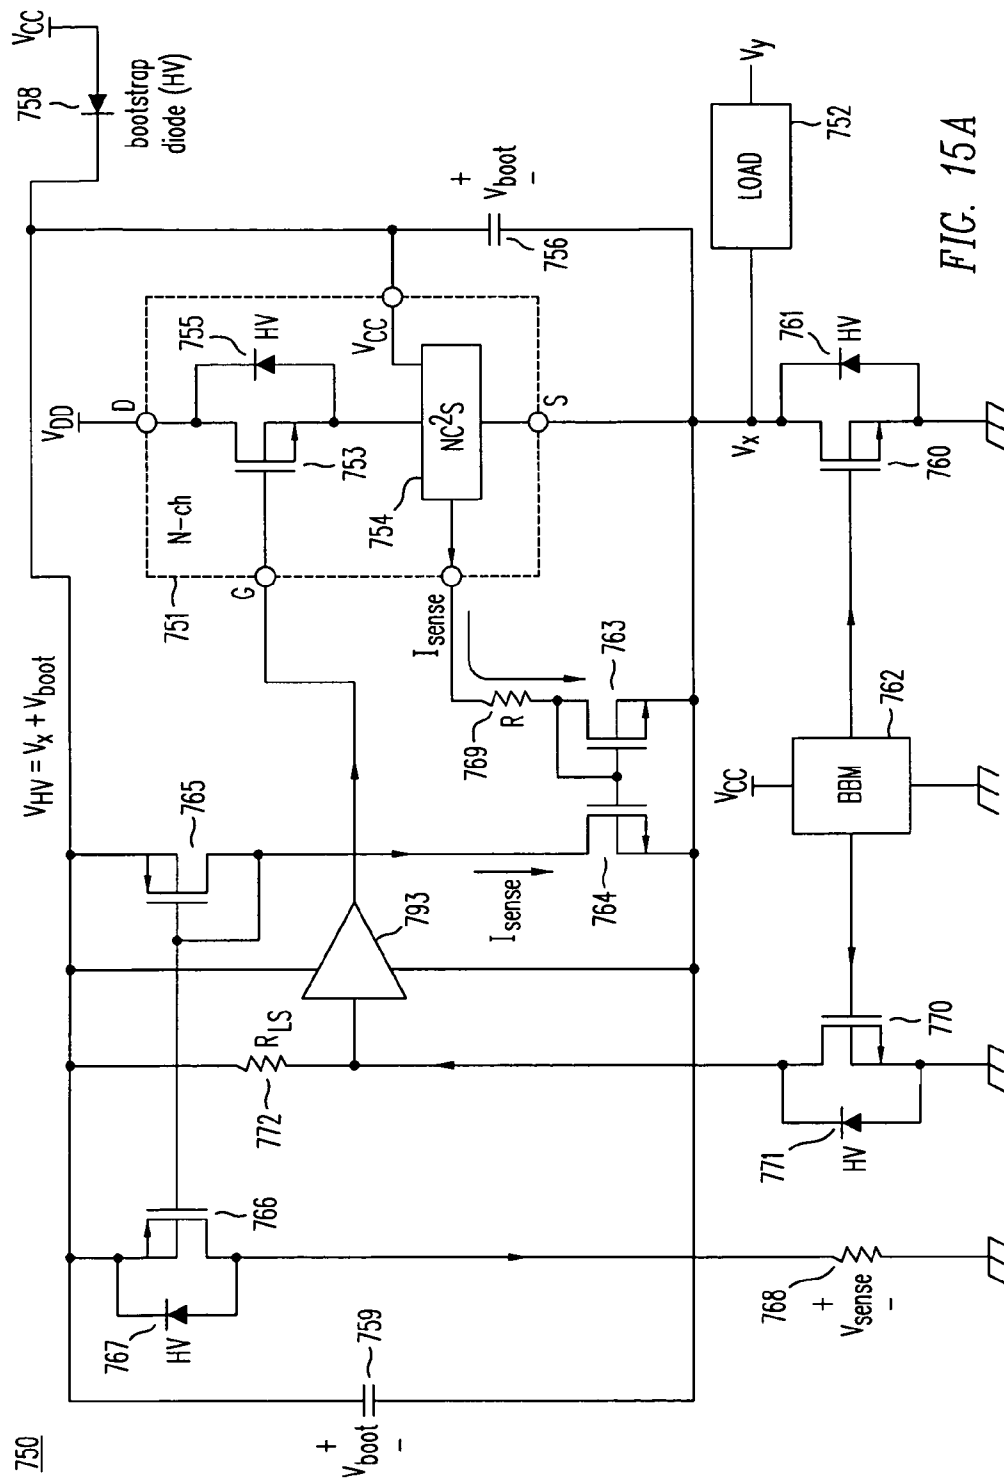 750
V_HV = V_x + V_boot
V_CC
758
bootstrap
diode (HV)
V_DD
D
755
HV
N-ch
753
751
G
V_CC
NC²S
754
S
I_sense
+
V_boot
-
756
765
766
767
HV
R_LS
772
793
I_sense
769
R
763
764
759
+
V_boot
-
V_x
LOAD
752
V_y
761
HV
760
V_CC
BBM
762
770
771
HV
768
+
V_sense
-
FIG. 15A